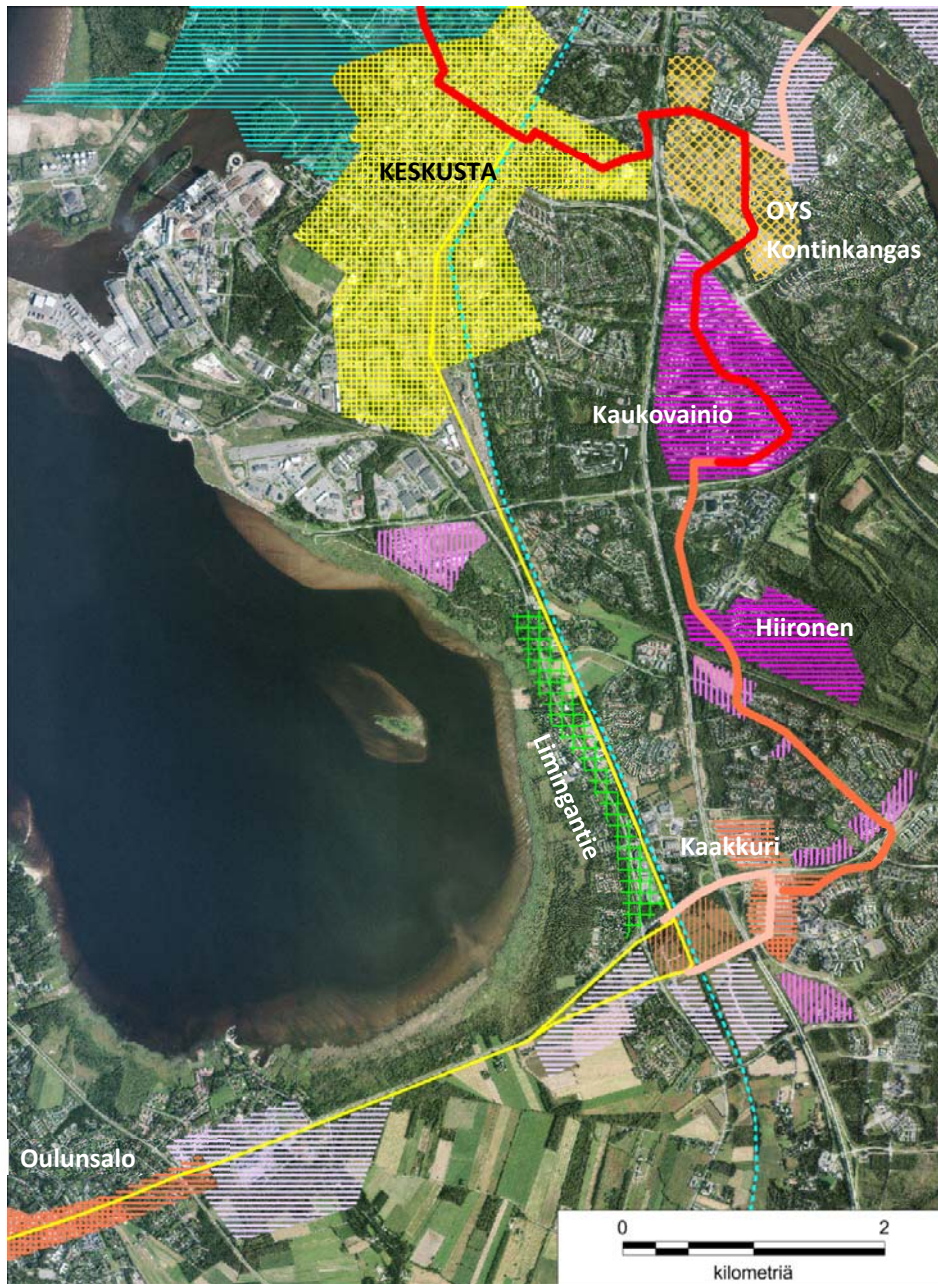 KESKUSTA
OYS
Kontinkangas
Kaukovainio
Hiironen
Limingantie
Kaakkuri
Oulunsalo
0 2
kilometriä